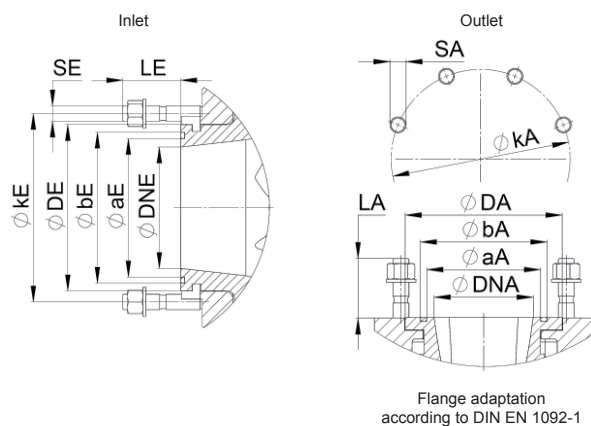 Inlet
Outlet
SE
LE
SA
∅ kE
∅ DE
∅ bE
∅ aE
∅ DNE
∅ kA
LA
∅ DA
∅ bA
∅ aA
∅ DNA
Flange adaptation
according to DIN EN 1092-1